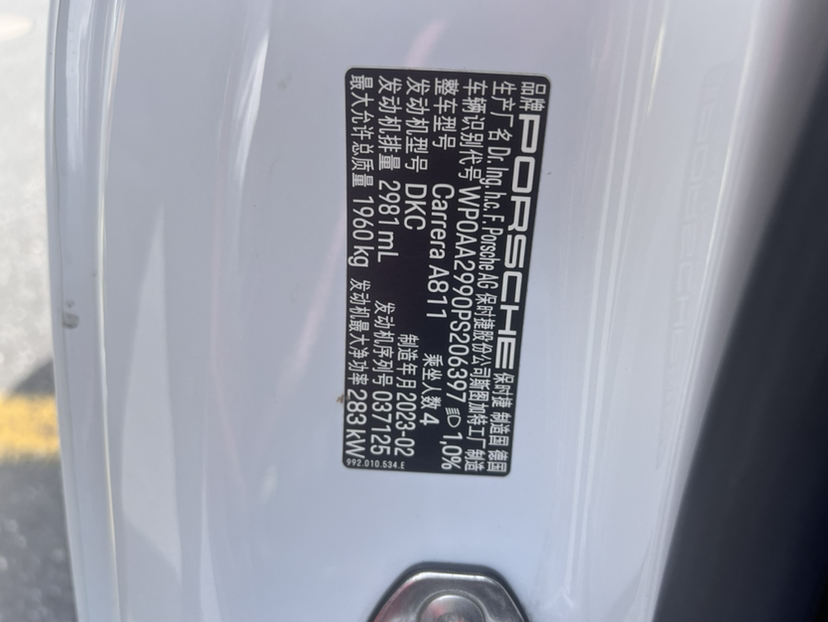 品牌 PORSCHE 保时捷 制造国 德国
生产厂名 Dr. Ing. h.c. F. Porsche AG 保时捷股份公司斯图加特工厂制造
车辆识别代号 WP0AA2990PS206397 1,0%
整车型号 Carrera A811 乘坐人数 4
发动机型号 DKC 制造年月 2023-02
发动机排量 2981 mL 发动机序列号 037125
最大允许总质量 1960 kg 发动机最大净功率 283 kW
992.010.534.E